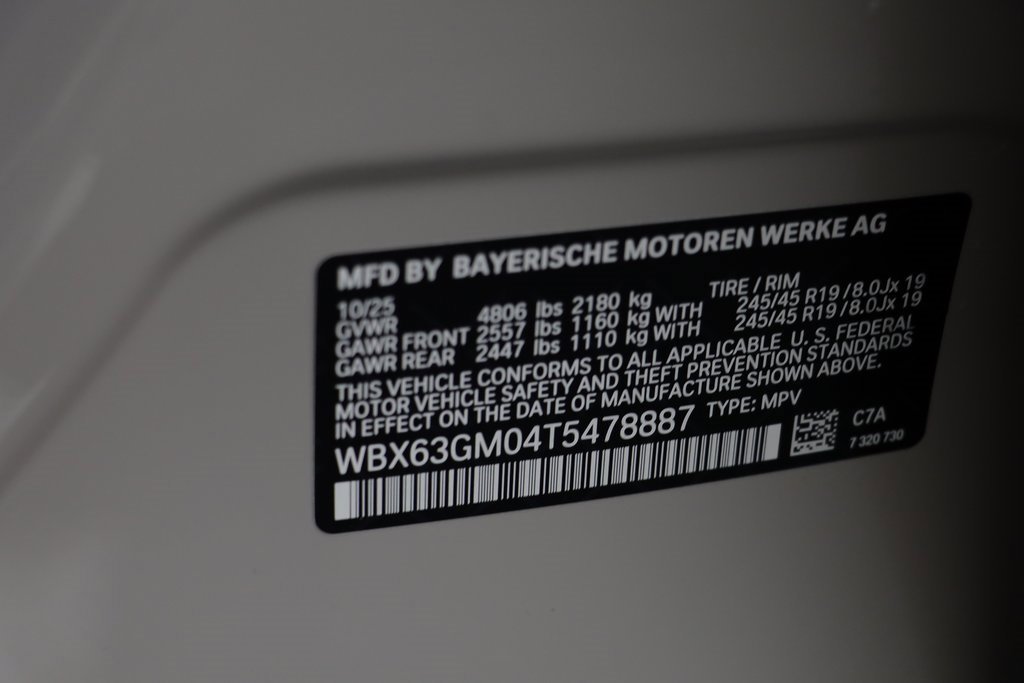 MFD BY BAYERISCHE MOTOREN WERKE AG
10/25 TIRE / RIM
GVWR 4806 lbs 2180 kg
GAWR FRONT 2557 lbs 1160 kg WITH 245/45 R19 /8.0Jx 19
GAWR REAR 2447 lbs 1110 kg WITH 245/45 R19 /8.0Jx 19
THIS VEHICLE CONFORMS TO ALL APPLICABLE U. S. FEDERAL
MOTOR VEHICLE SAFETY AND THEFT PREVENTION STANDARDS
IN EFFECT ON THE DATE OF MANUFACTURE SHOWN ABOVE.
WBX63GM04T5478887 TYPE: MPV
C7A
7 320 730